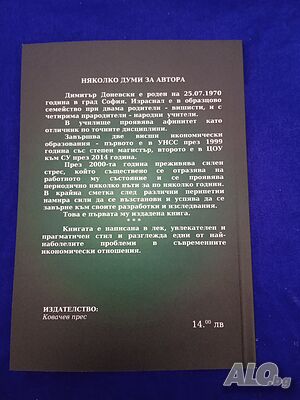 НЯКОЛКО ДУМИ ЗА АВТОРА
Димитър Доневски е роден на 25.07.1970
година в град София. Израснал е в образцово
семейство при двама родители - вишисти, и с
четирима прародители - народни учители.
В училище проявява афинитет като
отличник по точните дисциплини.
Завършва две висши икономически
образования - първото е в УНСС през 1999
година със степен магистър, второто е в ЦОУ
към СУ през 2014 година.
През 2000-та година преживява силен
стрес, който съществено се отразява на
работното му състояние и се проявява
периодично няколко пъти за по няколко години.
В крайна сметка след различни перипетии
намира сили да се възстанови и успява да се
завърне към своите разработки и изследвания.
Това е първата му издадена книга.
***
Книгата е написана в лек, увлекателен и
прагматичен стил и разглежда едни от най-
наболелите проблеми в съвременните
икономически отношения.
ИЗДАТЕЛСТВО:
Ковачев прес
14.00 лв
ALO.bg